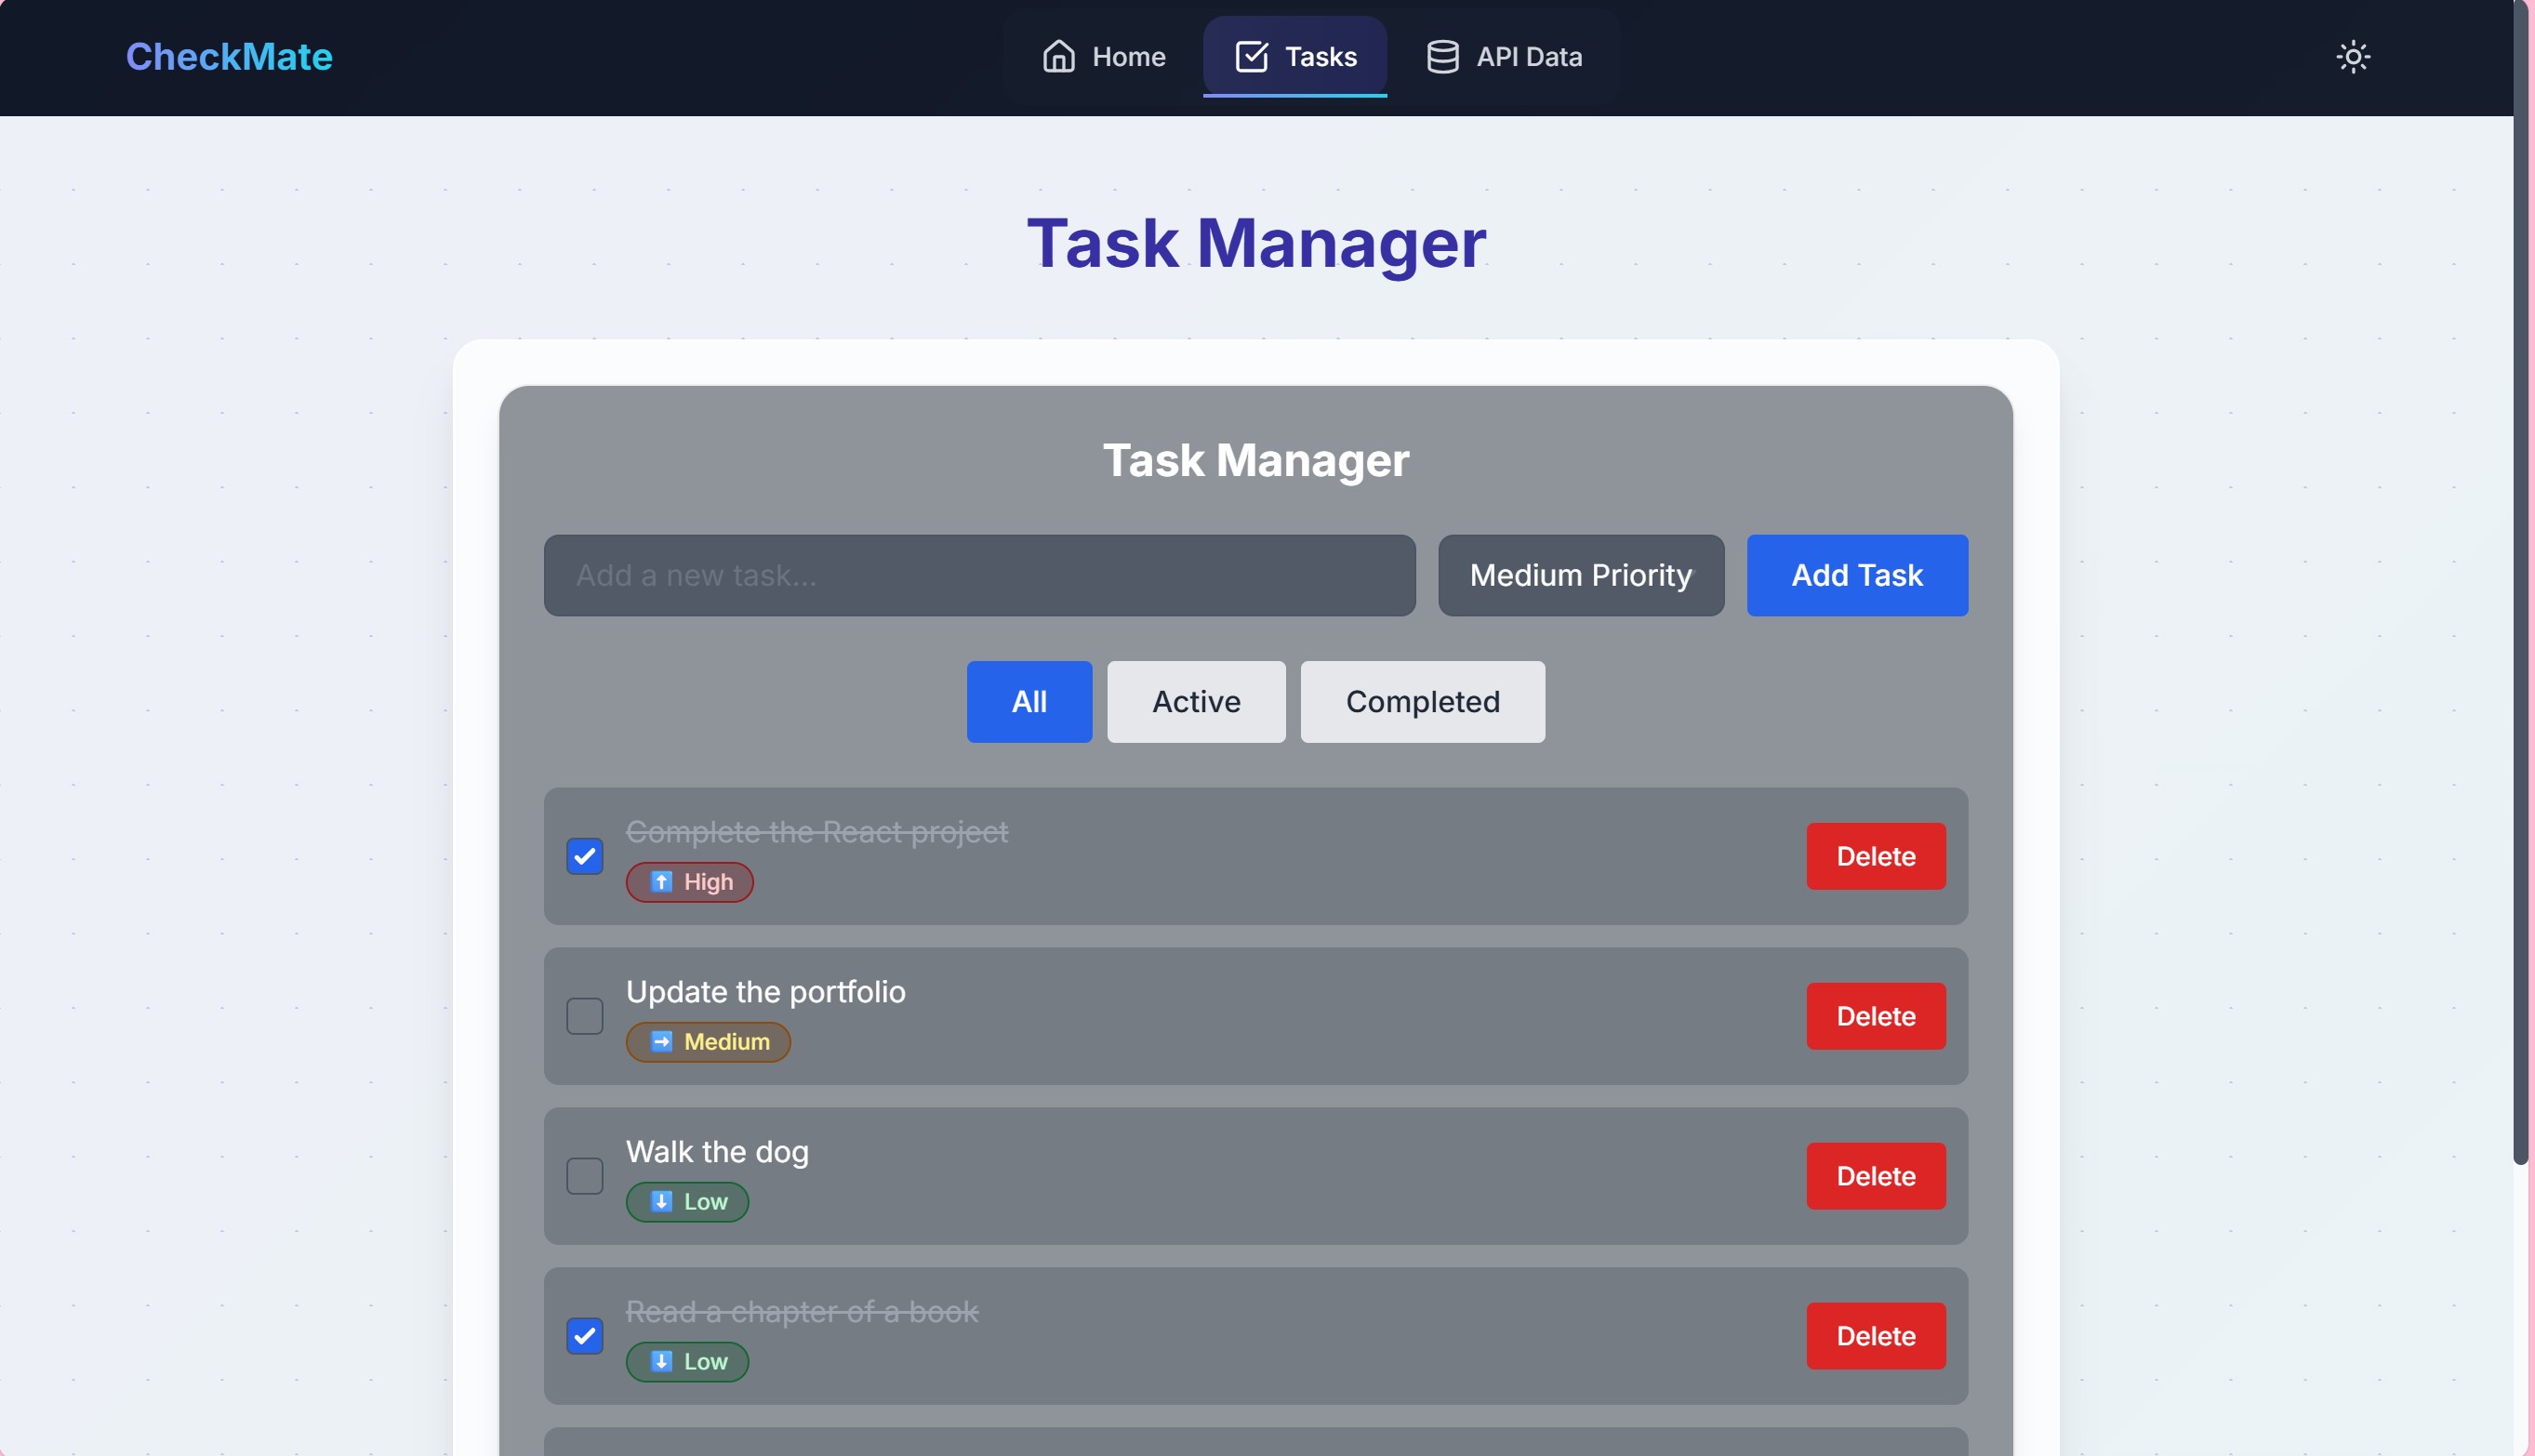 CheckMate
Home
Tasks
API Data
Task Manager
Task Manager
Add a new task...
Medium Priority
Add Task
All
Active
Completed
Complete the React project
High
Delete
Update the portfolio
Medium
Delete
Walk the dog
Low
Delete
Read a chapter of a book
Low
Delete